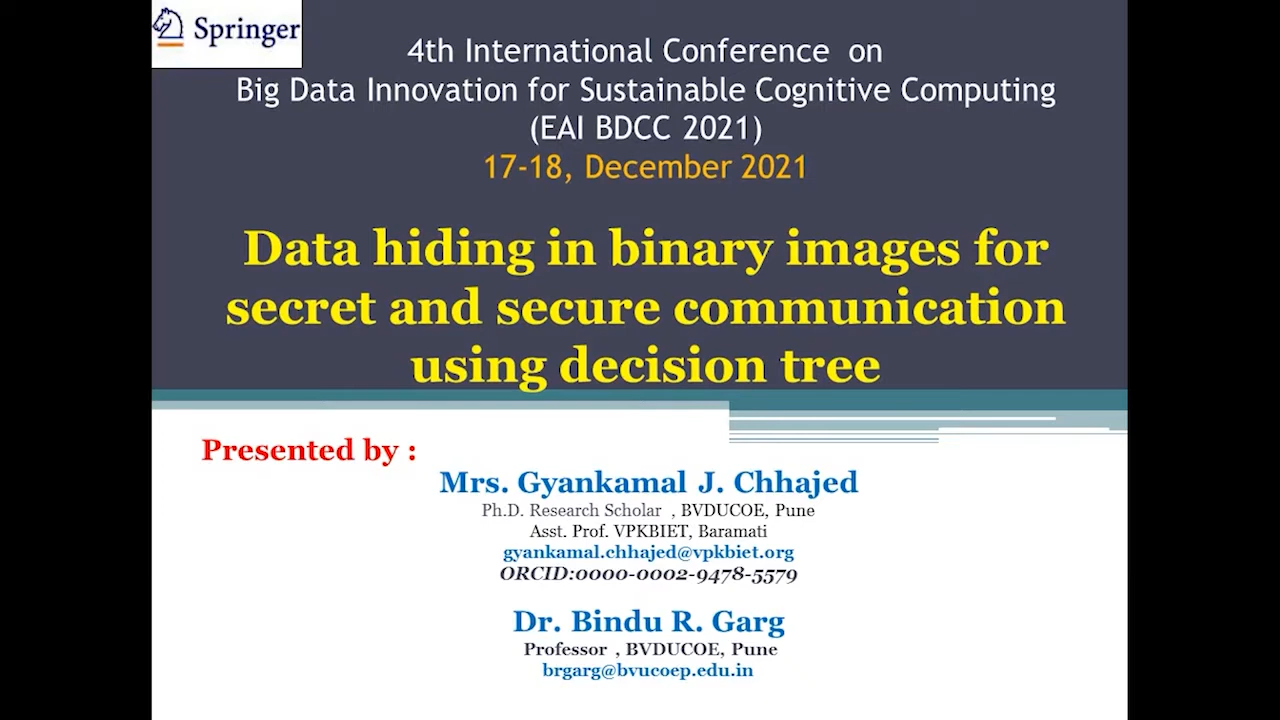 Springer
4th International Conference on
Big Data Innovation for Sustainable Cognitive Computing
(EAI BDCC 2021)
17-18, December 2021
Data hiding in binary images for
secret and secure communication
using decision tree
Presented by :
Mrs. Gyankamal J. Chhajed
Ph.D. Research Scholar , BVDUCOE, Pune
Asst. Prof. VPKBIET, Baramati
gyankamal.chhajed@vpkbiet.org
ORCID:0000-0002-9478-5579
Dr. Bindu R. Garg
Professor , BVDUCOE, Pune
brgarg@bvucoep.edu.in